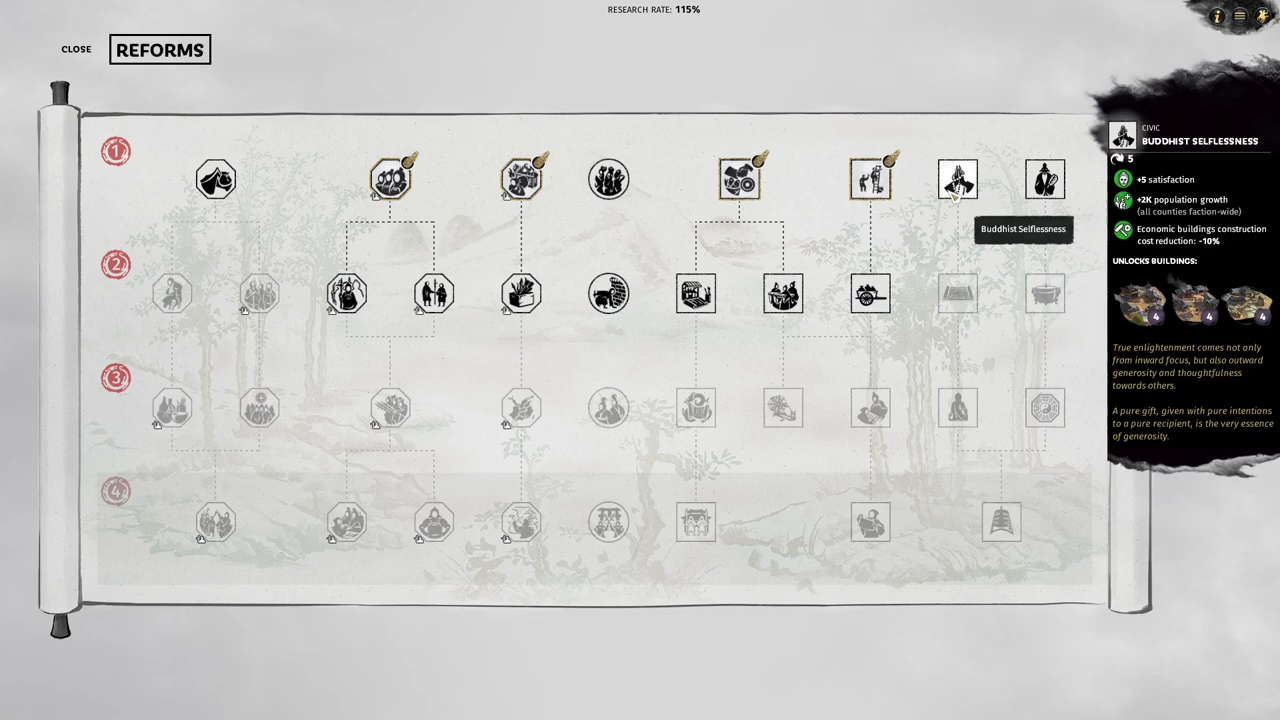 RESEARCH RATE: 115%
CLOSE
REFORMS
1
2
3
4
CIVIC
BUDDHIST SELFLESSNESS
5
+5 satisfaction
+2K population growth
(all counties faction-wide)
Economic buildings construction
cost reduction: -10%
UNLOCKS BUILDINGS:
4
4
4
True enlightenment comes not only
from inward focus, but also outward
generosity and thoughtfulness
towards others.
A pure gift, given with pure intentions
to a pure recipient, is the very essence
of generosity.
Buddhist Selflessness